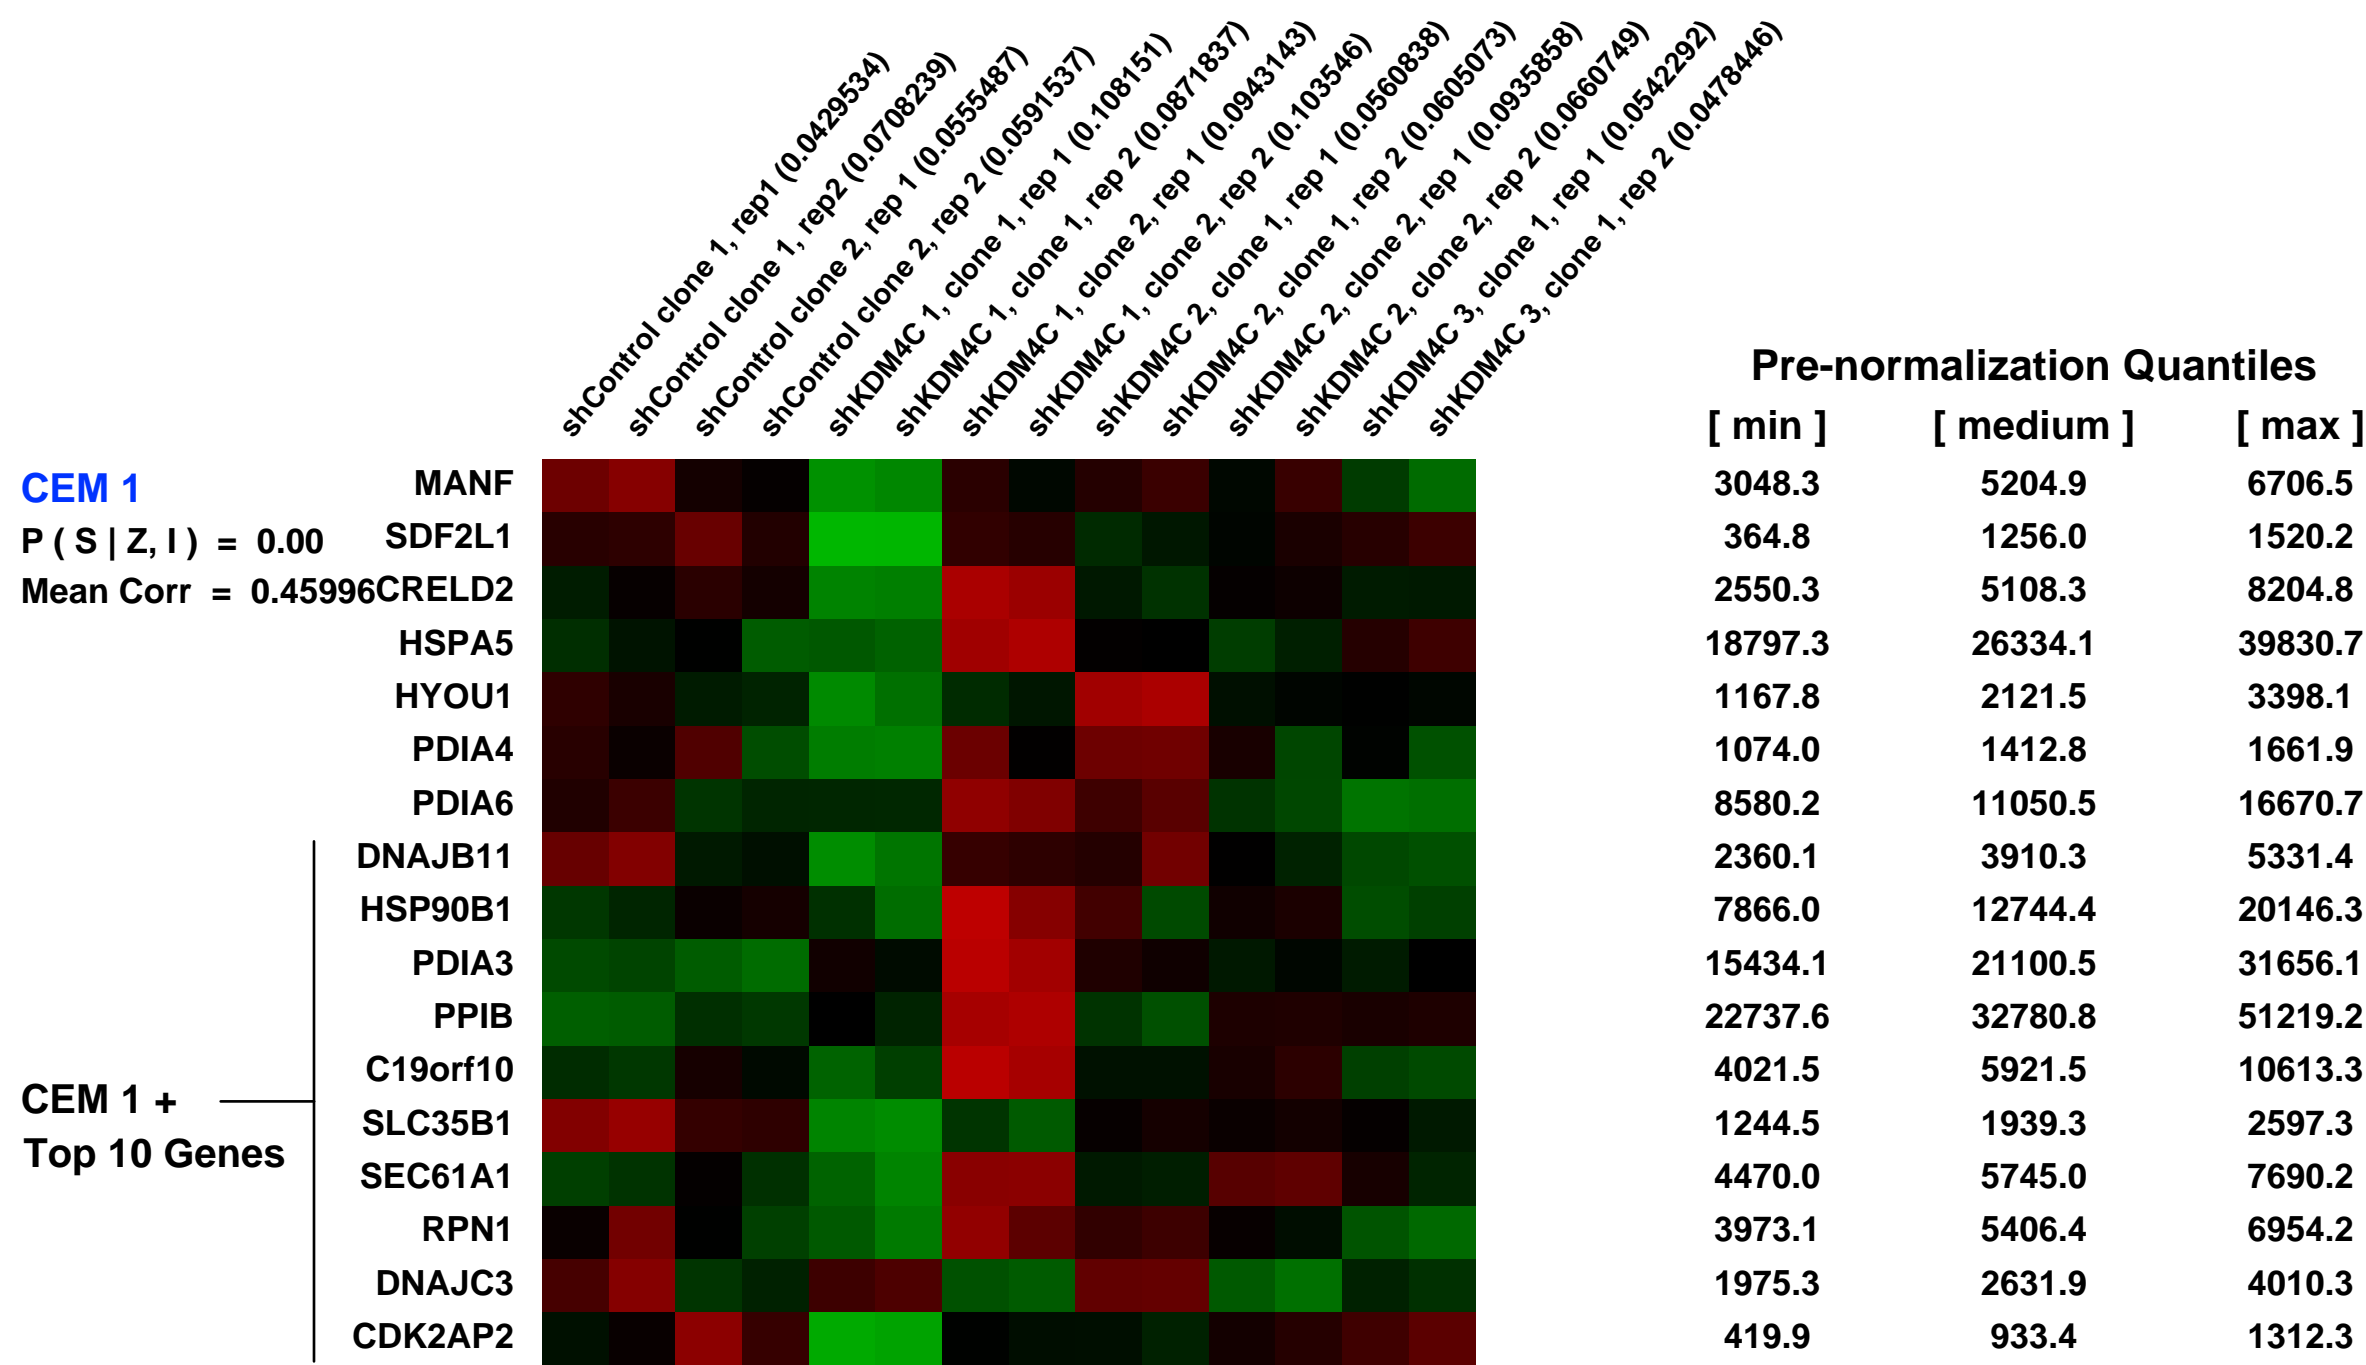 shControl clone 1, rep1 (0.0429534)
shControl clone 1, rep2 (0.0708239)
shControl clone 2, rep 1 (0.0555487)
shControl clone 2, rep 2 (0.0591537)
shKDM4C 1, clone 1, rep 1 (0.108151)
shKDM4C 1, clone 1, rep 2 (0.0871837)
shKDM4C 1, clone 2, rep 1 (0.0943143)
shKDM4C 1, clone 2, rep 2 (0.103546)
shKDM4C 2, clone 1, rep 1 (0.0560838)
shKDM4C 2, clone 1, rep 2 (0.0605073)
shKDM4C 2, clone 2, rep 1 (0.0935858)
shKDM4C 2, clone 2, rep 2 (0.0660749)
shKDM4C 3, clone 1, rep 1 (0.0542292)
shKDM4C 3, clone 1, rep 2 (0.0478446)
Pre-normalization Quantiles
[ min ] [ medium ] [ max ]
CEM 1 MANF 3048.3 5204.9 6706.5
P ( S | Z, I ) = 0.00 SDF2L1 364.8 1256.0 1520.2
Mean Corr = 0.45996 CRELD2 2550.3 5108.3 8204.8
HSPA5 18797.3 26334.1 39830.7
HYOU1 1167.8 2121.5 3398.1
PDIA4 1074.0 1412.8 1661.9
PDIA6 8580.2 11050.5 16670.7
DNAJB11 2360.1 3910.3 5331.4
HSP90B1 7866.0 12744.4 20146.3
PDIA3 15434.1 21100.5 31656.1
PPIB 22737.6 32780.8 51219.2
C19orf10 4021.5 5921.5 10613.3
CEM 1 +
SLC35B1 1244.5 1939.3 2597.3
Top 10 Genes
SEC61A1 4470.0 5745.0 7690.2
RPN1 3973.1 5406.4 6954.2
DNAJC3 1975.3 2631.9 4010.3
CDK2AP2 419.9 933.4 1312.3